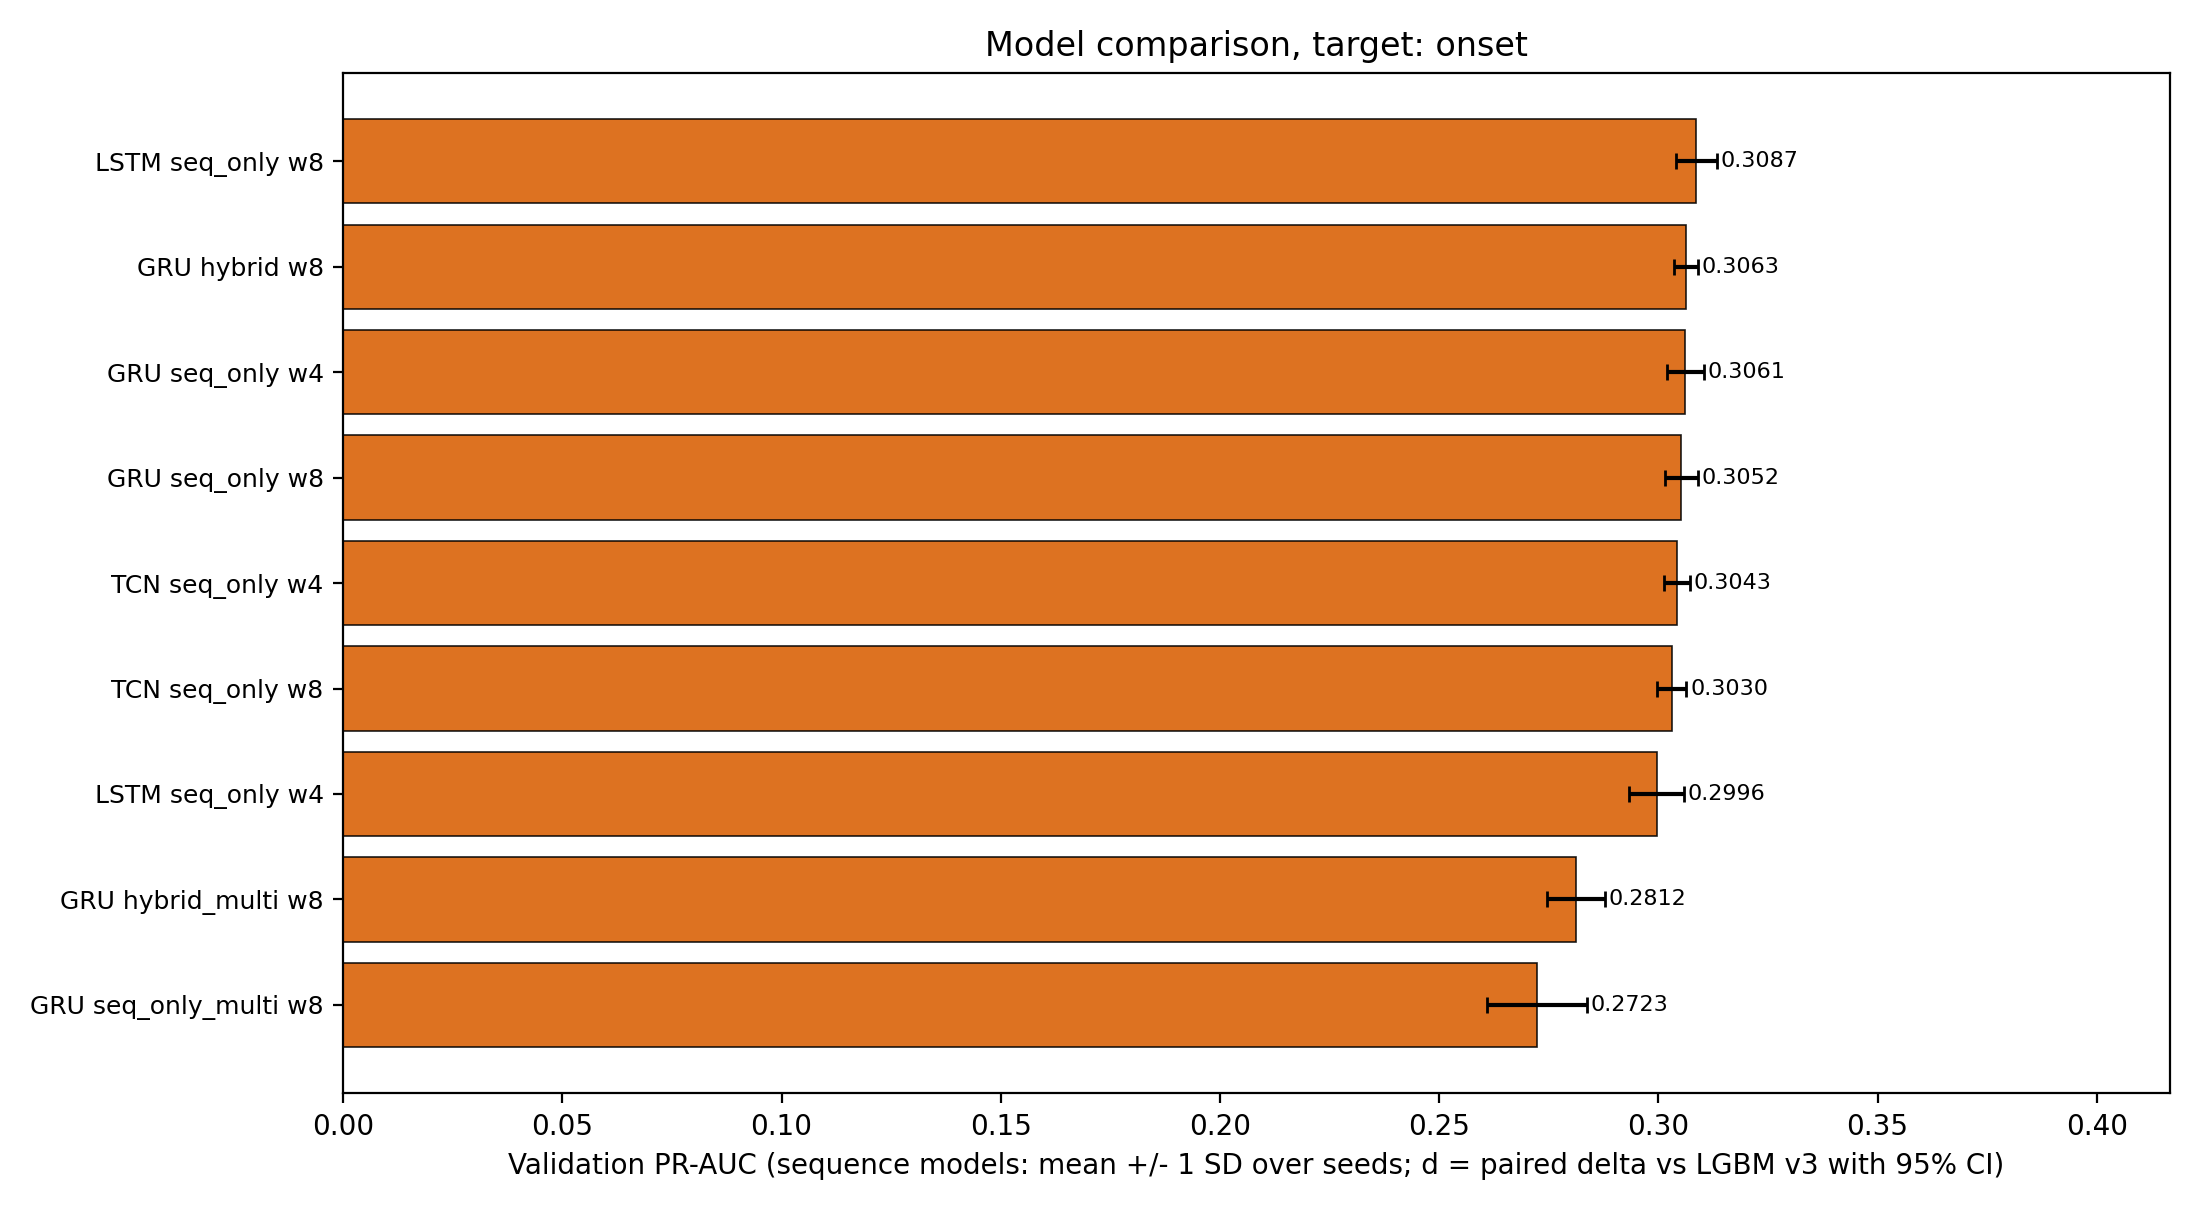 Model comparison, target: onset
LSTM seq_only w8
0.3087
GRU hybrid w8
0.3063
GRU seq_only w4
0.3061
GRU seq_only w8
0.3052
TCN seq_only w4
0.3043
TCN seq_only w8
0.3030
LSTM seq_only w4
0.2996
GRU hybrid_multi w8
0.2812
GRU seq_only_multi w8
0.2723
0.00 0.05 0.10 0.15 0.20 0.25 0.30 0.35 0.40
Validation PR-AUC (sequence models: mean +/- 1 SD over seeds; d = paired delta vs LGBM v3 with 95% CI)